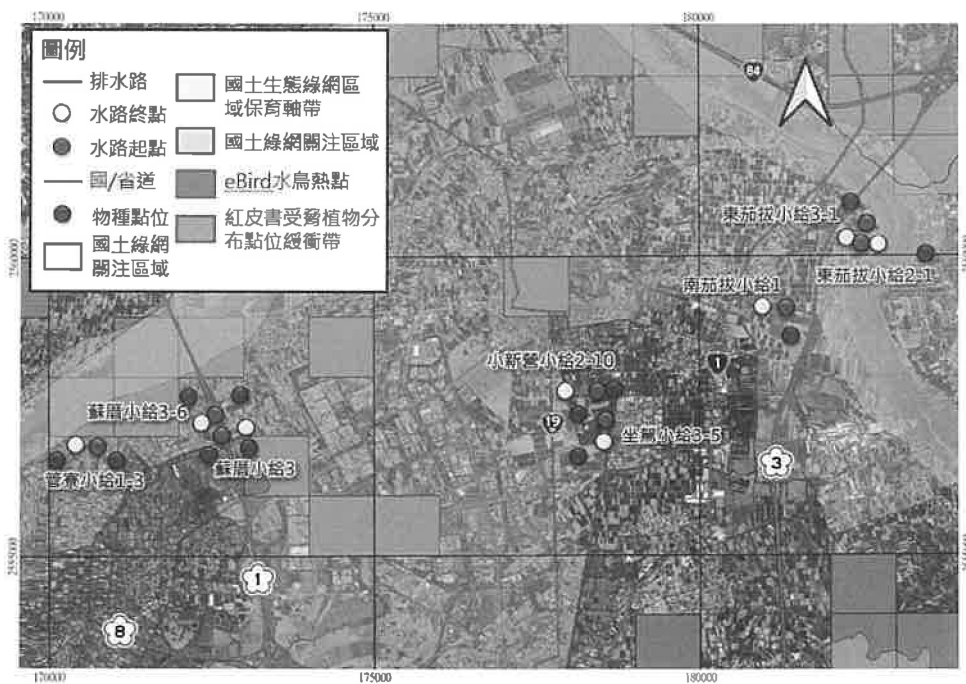 170000
175000
180000
圖例
排水路
水路終點
水路起點
國/省道
物種點位
國土綠網
關注區域
國土生態綠網區
域保育軸帶
國土綠網關注區域
eBird水鳥熱點
紅皮書受脅植物分
布點位緩衝帶
84
東茄拔小給3-1
2560000
東茄拔小給2-1
南茄拔小給1
小新營小給2-10
1
蘇厝小給3-6
19
坐駕小給3-5
菅寮小給1-3
蘇厝小給3
3
2555000
1
8
170000
175000
180000